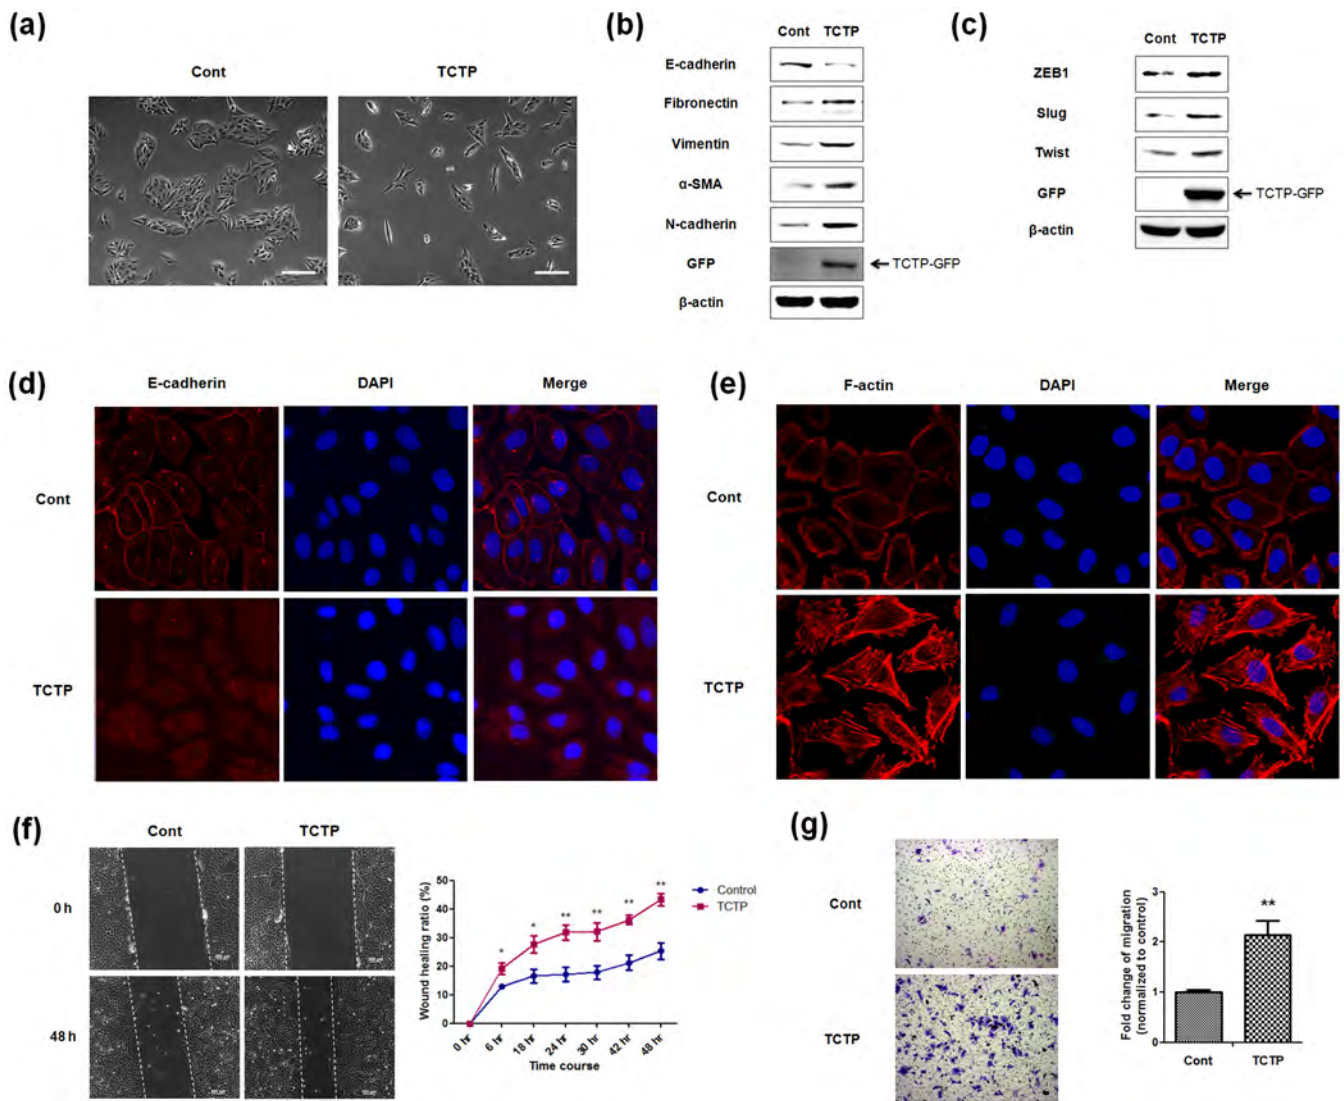 (a)
Cont
TCTP
(b)
Cont TCTP
E-cadherin
Fibronectin
Vimentin
α-SMA
N-cadherin
GFP
TCTP-GFP
β-actin
(c)
Cont TCTP
ZEB1
Slug
Twist
GFP
TCTP-GFP
β-actin
(d)
E-cadherin
DAPI
Merge
Cont
TCTP
(e)
F-actin
DAPI
Merge
Cont
TCTP
(f)
Cont
TCTP
0 h
48 h
Wound healing ratio (%)
50
40
30
20
10
0
* * ** ** ** **
Control
TCTP
0 hr 6 hr 18 hr 24 hr 30 hr 42 hr 48 hr
Time course
(g)
Cont
TCTP
Fold change of migration
(normalized to control)
3
2
1
0
**
Cont TCTP